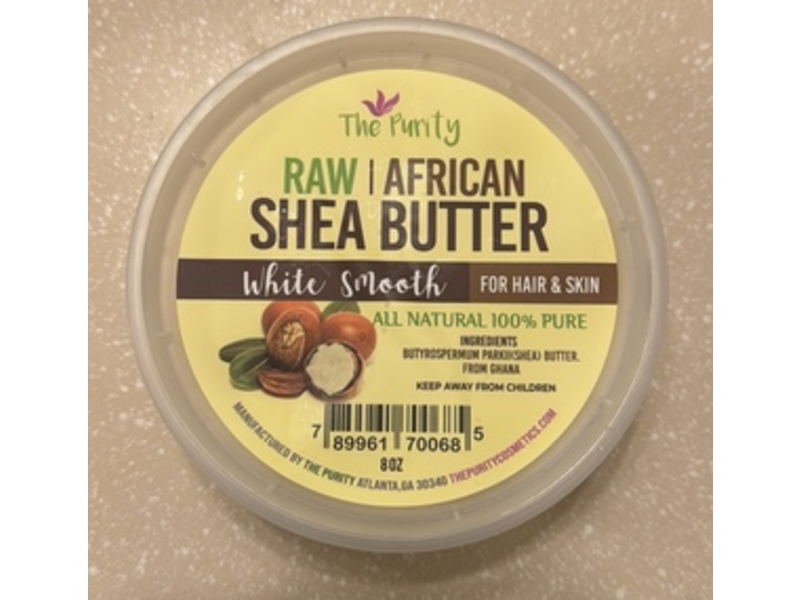 The Purity
RAW | AFRICAN
SHEA BUTTER
White Smooth
FOR HAIR & SKIN
ALL NATURAL 100% PURE
INGREDIENTS
BUTYROSPERMUM PARKII(SHEA) BUTTER.
FROM GHANA
KEEP AWAY FROM CHILDREN
7 89961 70068 5
8OZ
MANUFACTURED BY THE PURITY ATLANTA,GA 30340 THEPURITYCOSMETICS.COM